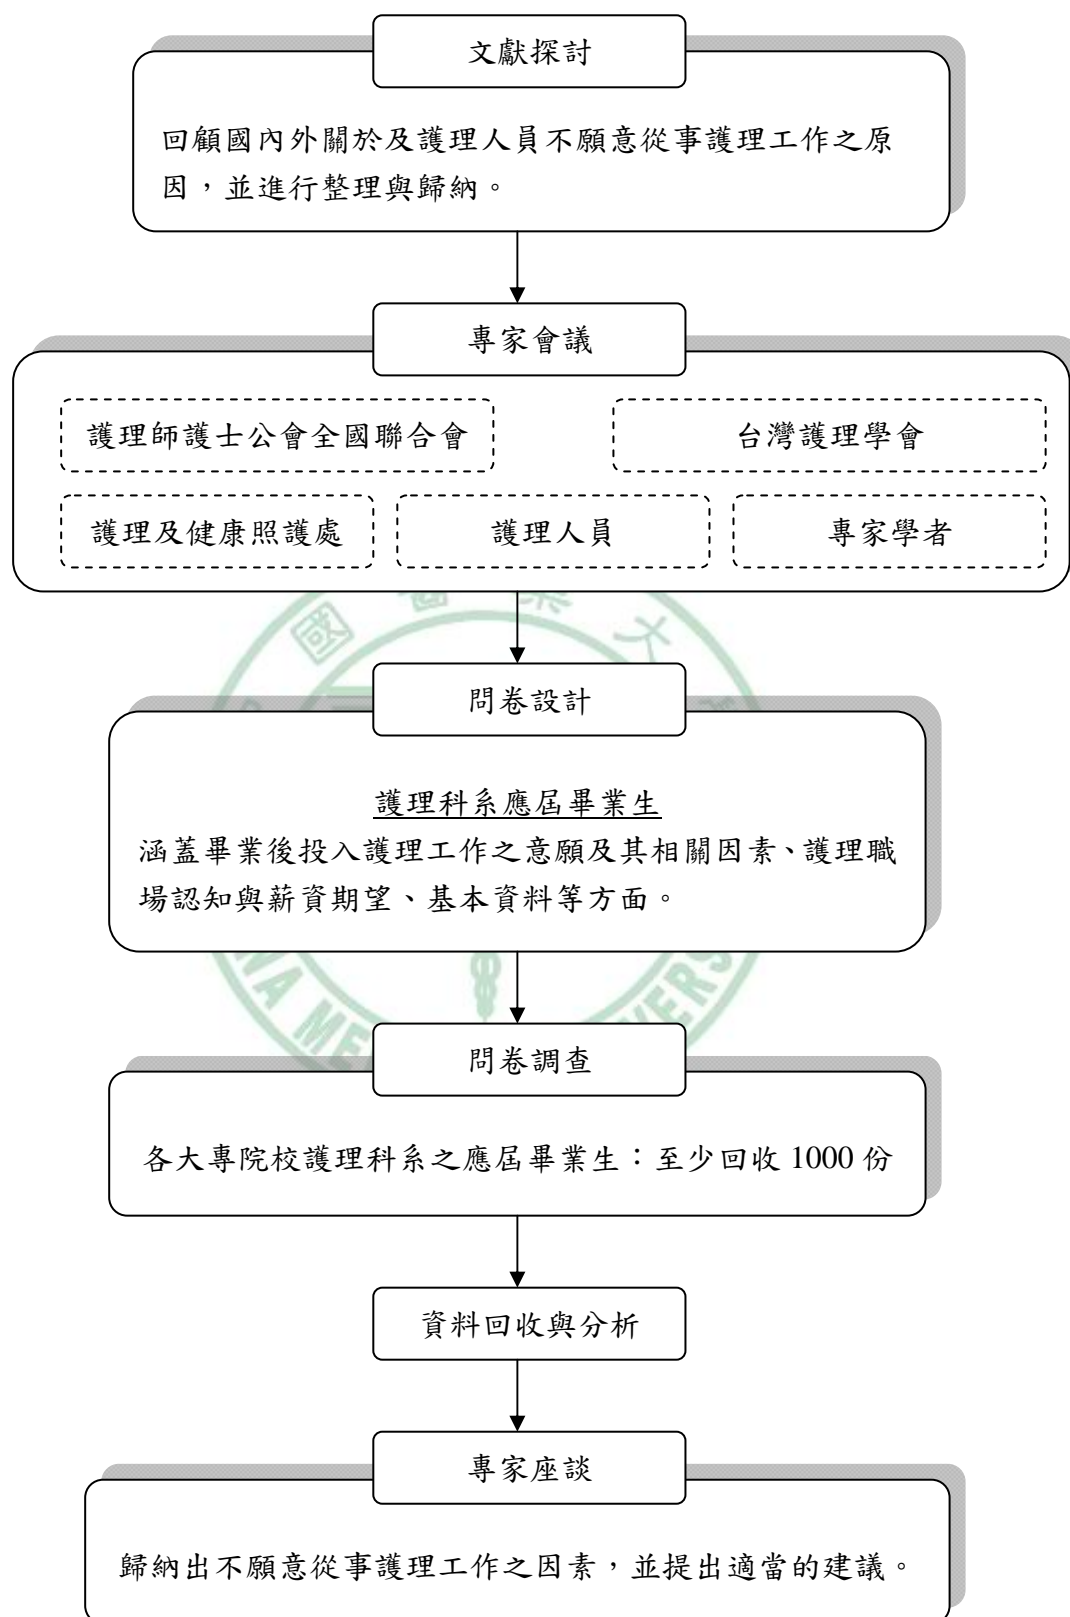 文獻探討
回顧國內外關於及護理人員不願意從事護理工作之原
因，並進行整理與歸納。
專家會議
護理師護士公會全國聯合會
台灣護理學會
護理及健康照護處
護理人員
專家學者
問卷設計
護理科系應屆畢業生
涵蓋畢業後投入護理工作之意願及其相關因素、護理職
場認知與薪資期望、基本資料等方面。
問卷調查
各大專院校護理科系之應屆畢業生：至少回收 1000 份
資料回收與分析
專家座談
歸納出不願意從事護理工作之因素，並提出適當的建議。